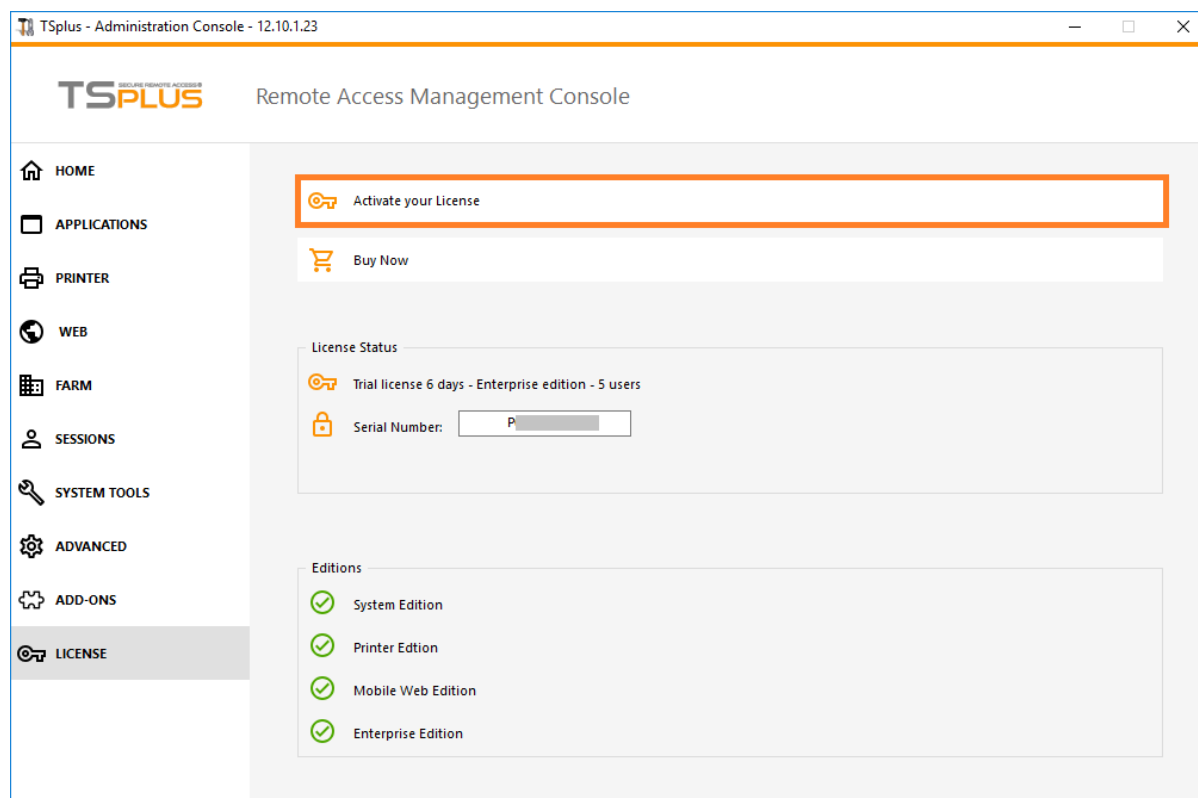 TSplus - Administration Console - 12.10.1.23
TSPLUS SECURE REMOTE ACCESS®
Remote Access Management Console
HOME
APPLICATIONS
PRINTER
WEB
FARM
SESSIONS
SYSTEM TOOLS
ADVANCED
ADD-ONS
LICENSE
Activate your License
Buy Now
License Status
Trial license 6 days - Enterprise edition - 5 users
Serial Number: P
Editions
System Edition
Printer Edtion
Mobile Web Edition
Enterprise Edition